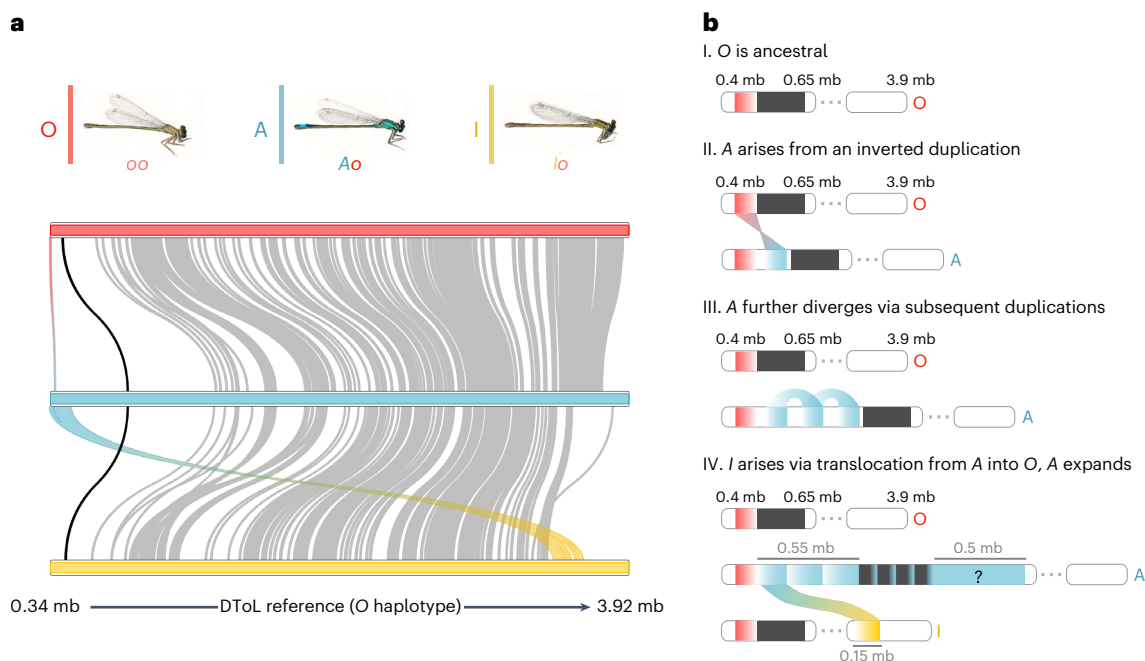 a
O
oo
A
Ao
I
Io
0.34 mb
DToL reference (O haplotype)
3.92 mb
b
I. O is ancestral
0.4 mb 0.65 mb 3.9 mb
O
II. A arises from an inverted duplication
0.4 mb 0.65 mb 3.9 mb
O
A
III. A further diverges via subsequent duplications
0.4 mb 0.65 mb 3.9 mb
O
A
IV. I arises via translocation from A into O, A expands
0.4 mb 0.65 mb 3.9 mb
O
0.55 mb 0.5 mb
?
A
I
0.15 mb